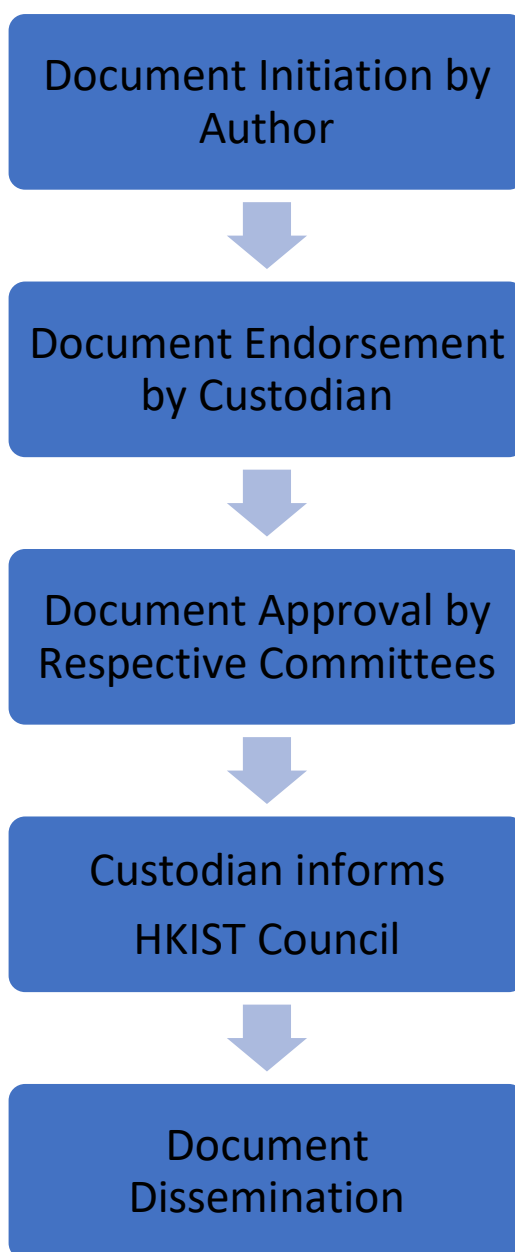 Document Initiation by
Author
Document Endorsement
by Custodian
Document Approval by
Respective Committees
Custodian informs
HKIST Council
Document
Dissemination